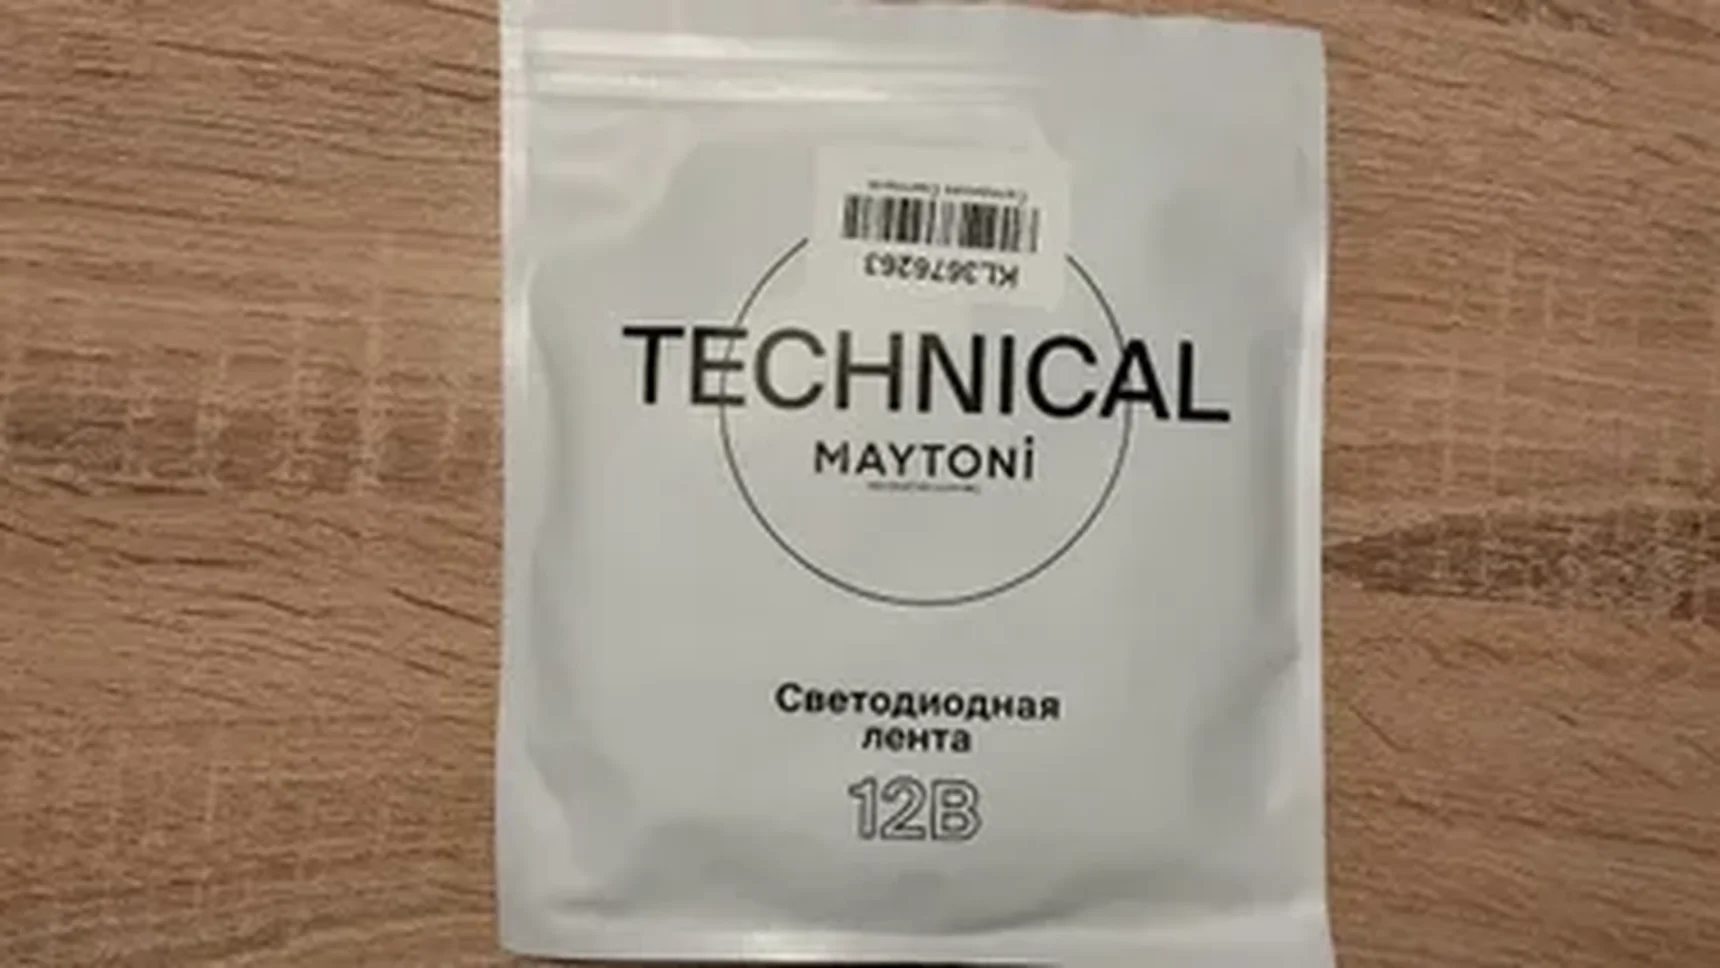 KL3676263
TECHNICAL
MAYTONI
Светодиодная
лента
12В